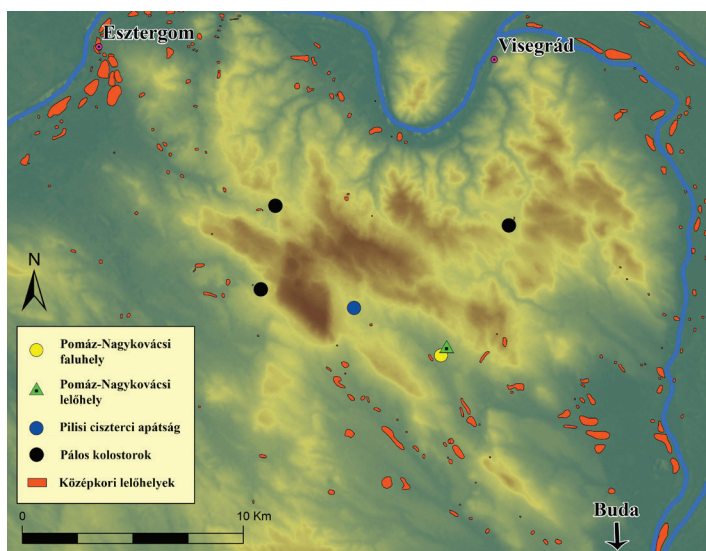 Esztergom
Visegrád
N
Pomáz-Nagykovácsi
faluhely
Pomáz-Nagykovácsi
lelőhely
Pilisi ciszterci apátság
Pálos kolostorok
Középkori lelőhelyek
0
10 Km
Buda